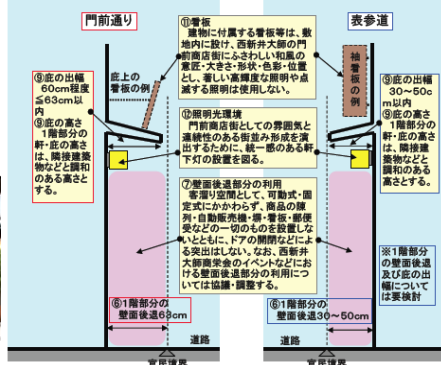 門前通り
⑪看板
建物に付属する看板等は、敷
地内に設け、西新井大師の門
前商店街にふさわしい和風の
意匠・大きさ・形状・色彩・位置
とし、著しい高輝度な照明や点
滅する照明は使用しない。
表参道
庇上の
看板の例
袖看板の例
⑨庇の出幅
60cm程度
≦63cm以
内
⑨庇の高さ
1階部分の
軒・庇の高さ
は、隣接建築
物などと調和
のある高さと
する。
⑫照明光環境
門前商店街としての雰囲気と
連続性のある街並み形成を演
出するために、統一感のある軒
下灯の設置を図る。
⑨庇の出幅
30～50c
m以内
⑨庇の高さ
1階部分の
軒・庇の高さ
は、隣接建築
物などと調和
のある高さと
する。
⑦壁面後退部分の利用
客溜り空間として、可動式・固
定式にかかわらず、商品の陳
列・自動販売機・塀・看板・郵便
受などの一切のものを設置しな
いとともに、ドアの開閉などによ
る突出はしない。なお、西新井
大師商栄会のイベントなどにお
ける壁面後退部分の利用につ
いては協議・調整する。
※1階部分
の壁面後退
及び庇の出
幅について
は要検討
⑥1階部分の
壁面後退63cm
⑥1階部分の
壁面後退30～50cm
道路
道路
官民境界
官民境界